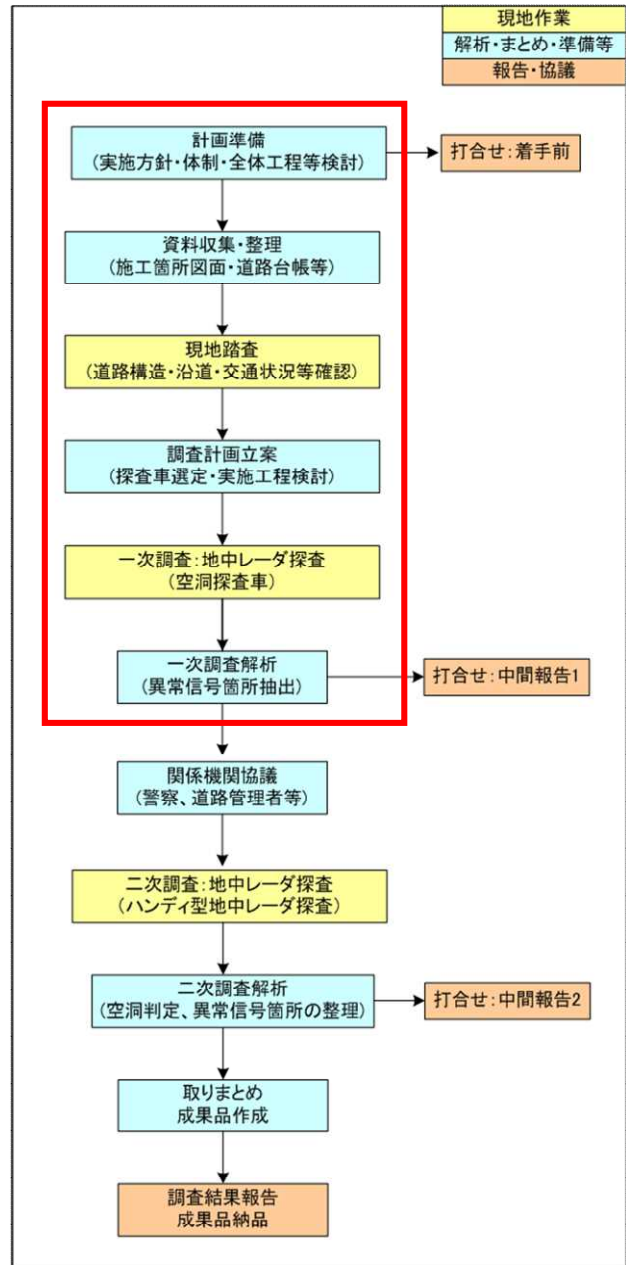 現地作業
解析・まとめ・準備等
報告・協議
計画準備
(実施方針・体制・全体工程等検討)
打合せ:着手前
資料収集・整理
(施工箇所図面・道路台帳等)
現地踏査
(道路構造・沿道・交通状況等確認)
調査計画立案
(探査車選定・実施工程検討)
一次調査:地中レーダ探査
(空洞探査車)
一次調査解析
(異常信号箇所抽出)
打合せ:中間報告1
関係機関協議
(警察、道路管理者等)
二次調査:地中レーダ探査
(ハンディ型地中レーダ探査)
二次調査解析
(空洞判定、異常信号箇所の整理)
打合せ:中間報告2
取りまとめ
成果品作成
調査結果報告
成果品納品